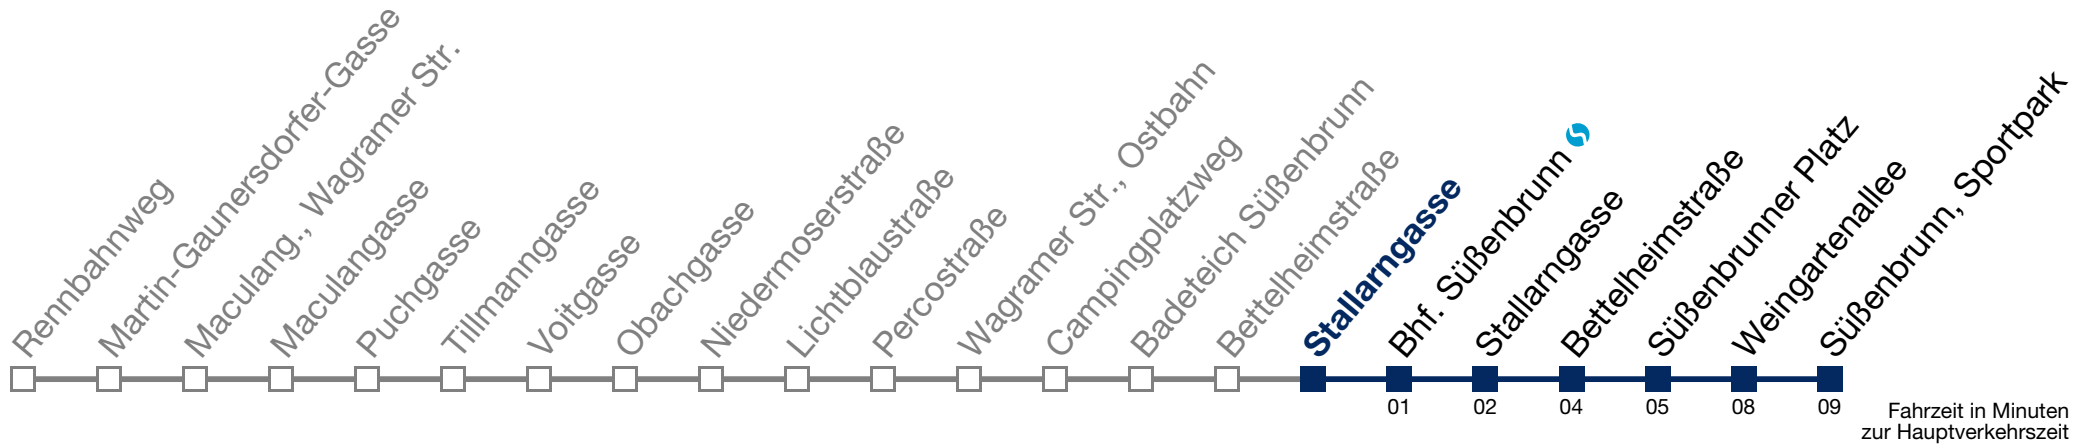 Rennbahnweg
Martin-Gaunersdorfer-Gasse
Maculang., Wagramer Str.
Maculangasse
Puchgasse
Tillmanngasse
Voitgasse
Obachgasse
Niedermoserstraße
Lichtblaustraße
Percostraße
Wagramer Str., Ostbahn
Campingplatzweg
Badeteich Süßenbrunn
Bettelheimstraße
Stallarngasse
Bhf. Süßenbrunn
Stallarngasse
Bettelheimstraße
Süßenbrunner Platz
Weingartenallee
Süßenbrunn, Sportpark
01 02 04 05 08 09
Fahrzeit in Minuten
zur Hauptverkehrszeit